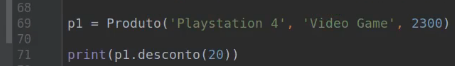 68
69 p1 = Produto('Playstation 4', 'Video Game', 2300)
70
71 print(p1.desconto(20))